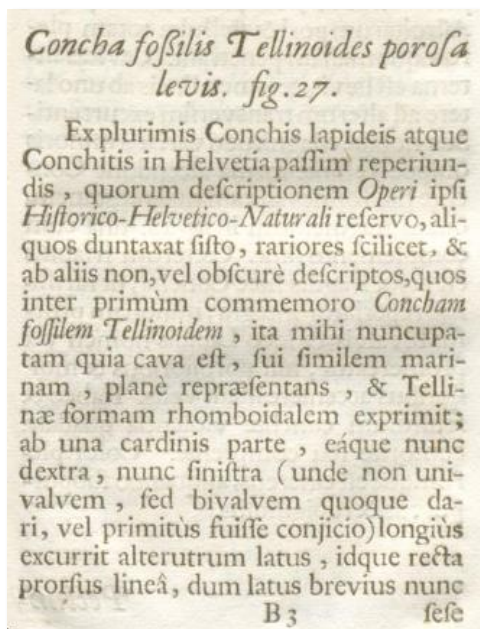 Concha foſſilis Tellinoides poroſa
levis. fig. 27.
Ex plurimis Conchis lapideis atque
Conchitis in Helvetia paſſim reperiun-
dis, quorum deſcriptionem Operi ipſi
Hiſtorico-Helvetico-Naturali reſervo, ali-
quos duntaxat ſiſto, rariores ſcilicet, &
ab aliis non, vel obſcurè deſcriptos, quos
inter primùm commemoro Concham
foſſilem Tellinoidem, ita mihi nuncupa-
tam quia cava eſt, ſui ſimilem mari-
nam, planè repræſentans, & Telli-
næ formam rhomboidalem exprimit;
ab una cardinis parte, eáque nunc
dextra, nunc ſiniſtra (unde non uni-
valvem, ſed bivalvem quoque da-
ri, vel primitùs fuiſſe conjicio) longiùs
excurrit alterutrum latus, idque recta
prorſus lineâ, dum latus brevius nunc
B 3 ſeſe